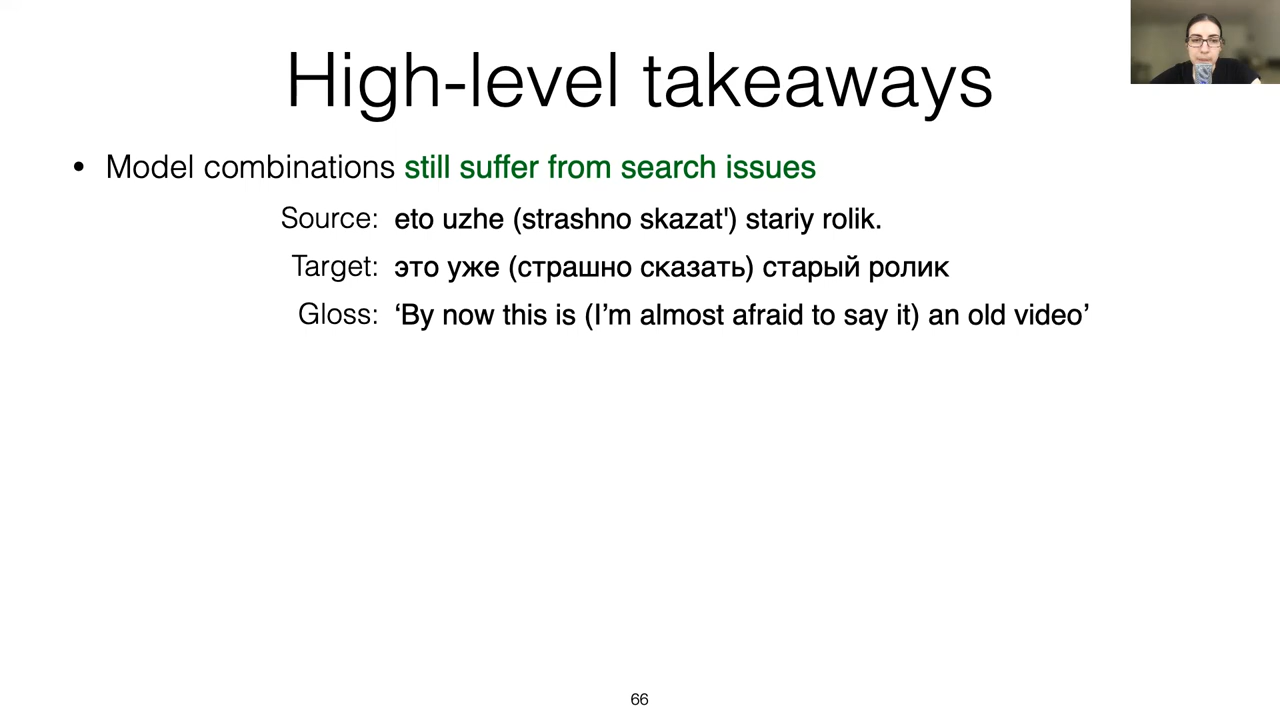 High-level takeaways
• Model combinations still suffer from search issues
Source: eto uzhe (strashno skazat') stariy rolik.
Target: это уже (страшно сказать) старый ролик
Gloss: ‘By now this is (I’m almost afraid to say it) an old video’
66